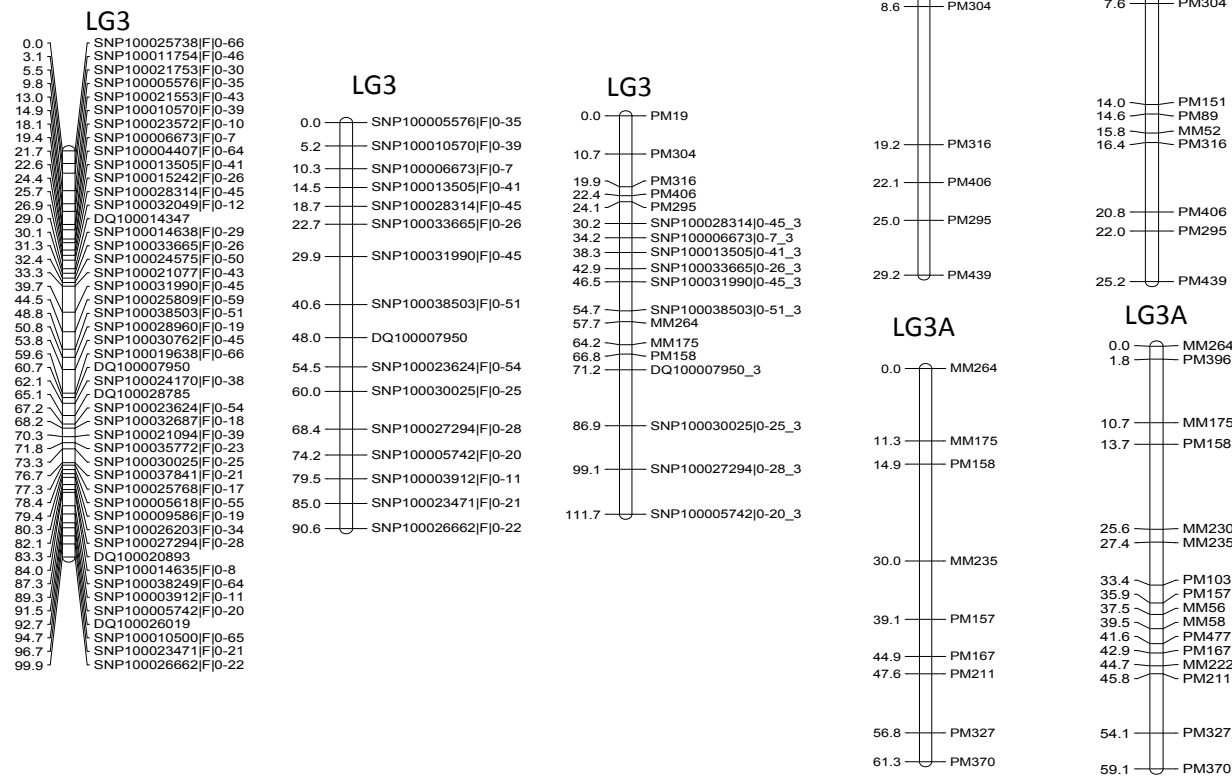 LG3
0.0 SNP100025738|F|0-66
3.1 SNP100011754|F|0-46
5.5 SNP100021753|F|0-30
9.8 SNP100005576|F|0-35
13.0 SNP100021553|F|0-43
14.9 SNP100010570|F|0-39
18.1 SNP100023572|F|0-10
19.4 SNP100006673|F|0-7
21.7 SNP100004407|F|0-64
22.6 SNP100013505|F|0-41
24.4 SNP100015242|F|0-26
25.7 SNP100028314|F|0-45
26.9 SNP100032049|F|0-12
29.0 DQ100014347
30.1 SNP100014638|F|0-29
31.3 SNP100033665|F|0-26
32.4 SNP100024575|F|0-50
33.3 SNP100021077|F|0-43
39.7 SNP100031990|F|0-45
44.5 SNP100025809|F|0-59
48.8 SNP100038503|F|0-51
50.8 SNP100028960|F|0-19
53.8 SNP100030762|F|0-45
59.6 SNP100019638|F|0-66
60.7 DQ100007950
62.1 SNP100024170|F|0-38
65.1 DQ100028785
67.2 SNP100023624|F|0-54
68.2 SNP100032687|F|0-18
70.3 SNP100021094|F|0-39
71.8 SNP100035772|F|0-23
73.3 SNP100030025|F|0-25
76.7 SNP100037841|F|0-21
77.3 SNP100025768|F|0-17
78.4 SNP100005618|F|0-55
79.4 SNP100009586|F|0-19
80.3 SNP100026203|F|0-34
82.1 SNP100027294|F|0-28
83.3 DQ100020893
84.0 SNP100014635|F|0-8
87.3 SNP100038249|F|0-64
89.3 SNP100003912|F|0-11
91.5 SNP100005742|F|0-20
92.7 DQ100026019
94.7 SNP100010500|F|0-65
96.7 SNP100023471|F|0-21
99.9 SNP100026662|F|0-22
LG3
0.0 SNP100005576|F|0-35
5.2 SNP100010570|F|0-39
10.3 SNP100006673|F|0-7
14.5 SNP100013505|F|0-41
18.7 SNP100028314|F|0-45
22.7 SNP100033665|F|0-26
29.9 SNP100031990|F|0-45
40.6 SNP100038503|F|0-51
48.0 DQ100007950
54.5 SNP100023624|F|0-54
60.0 SNP100030025|F|0-25
68.4 SNP100027294|F|0-28
74.2 SNP100005742|F|0-20
79.5 SNP100003912|F|0-11
85.0 SNP100023471|F|0-21
90.6 SNP100026662|F|0-22
LG3
0.0 PM19
10.7 PM304
19.9 PM316
22.4 PM406
24.1 PM295
30.2 SNP100028314|0-45_3
34.2 SNP100006673|0-7_3
38.3 SNP100013505|0-41_3
42.9 SNP100033665|0-26_3
46.5 SNP100031990|0-45_3
54.7 SNP100038503|0-51_3
57.7 MM264
64.2 MM175
66.8 PM158
71.2 DQ100007950_3
86.9 SNP100030025|0-25_3
99.1 SNP100027294|0-28_3
111.7 SNP100005742|0-20_3
8.6 PM304
19.2 PM316
22.1 PM406
25.0 PM295
29.2 PM439
LG3A
0.0 MM264
11.3 MM175
14.9 PM158
30.0 MM235
39.1 PM157
44.9 PM167
47.6 PM211
56.8 PM327
61.3 PM370
7.6 PM304
14.0 PM151
14.6 PM89
15.8 MM52
16.4 PM316
20.8 PM406
22.0 PM295
25.2 PM439
LG3A
0.0 MM264
1.8 PM396
10.7 MM175
13.7 PM158
25.6 MM230
27.4 MM235
33.4 PM103
35.9 PM157
37.5 MM56
39.5 MM58
41.6 PM477
42.9 PM167
44.7 MM222
45.8 PM211
54.1 PM327
59.1 PM370